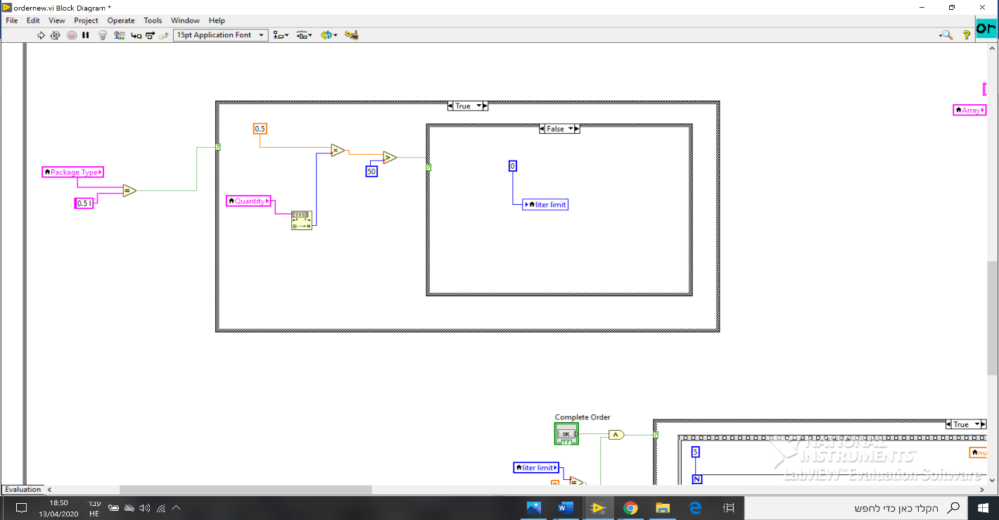 ordernew.vi Block Diagram *
File Edit View Project Operate Tools Window Help
15pt Application Font
or
True
Array
0.5
False
Package Type
=
0.5 l
×
>
50
0
Quantity
liter limit
Complete Order
OK
TF
True
5
N
liter limit
NATIONAL
INSTRUMENTS
LabVIEW Evaluation Software
Evaluation
18:50
13/04/2020
עבר
HE
הקלד כאן כדי לחפש